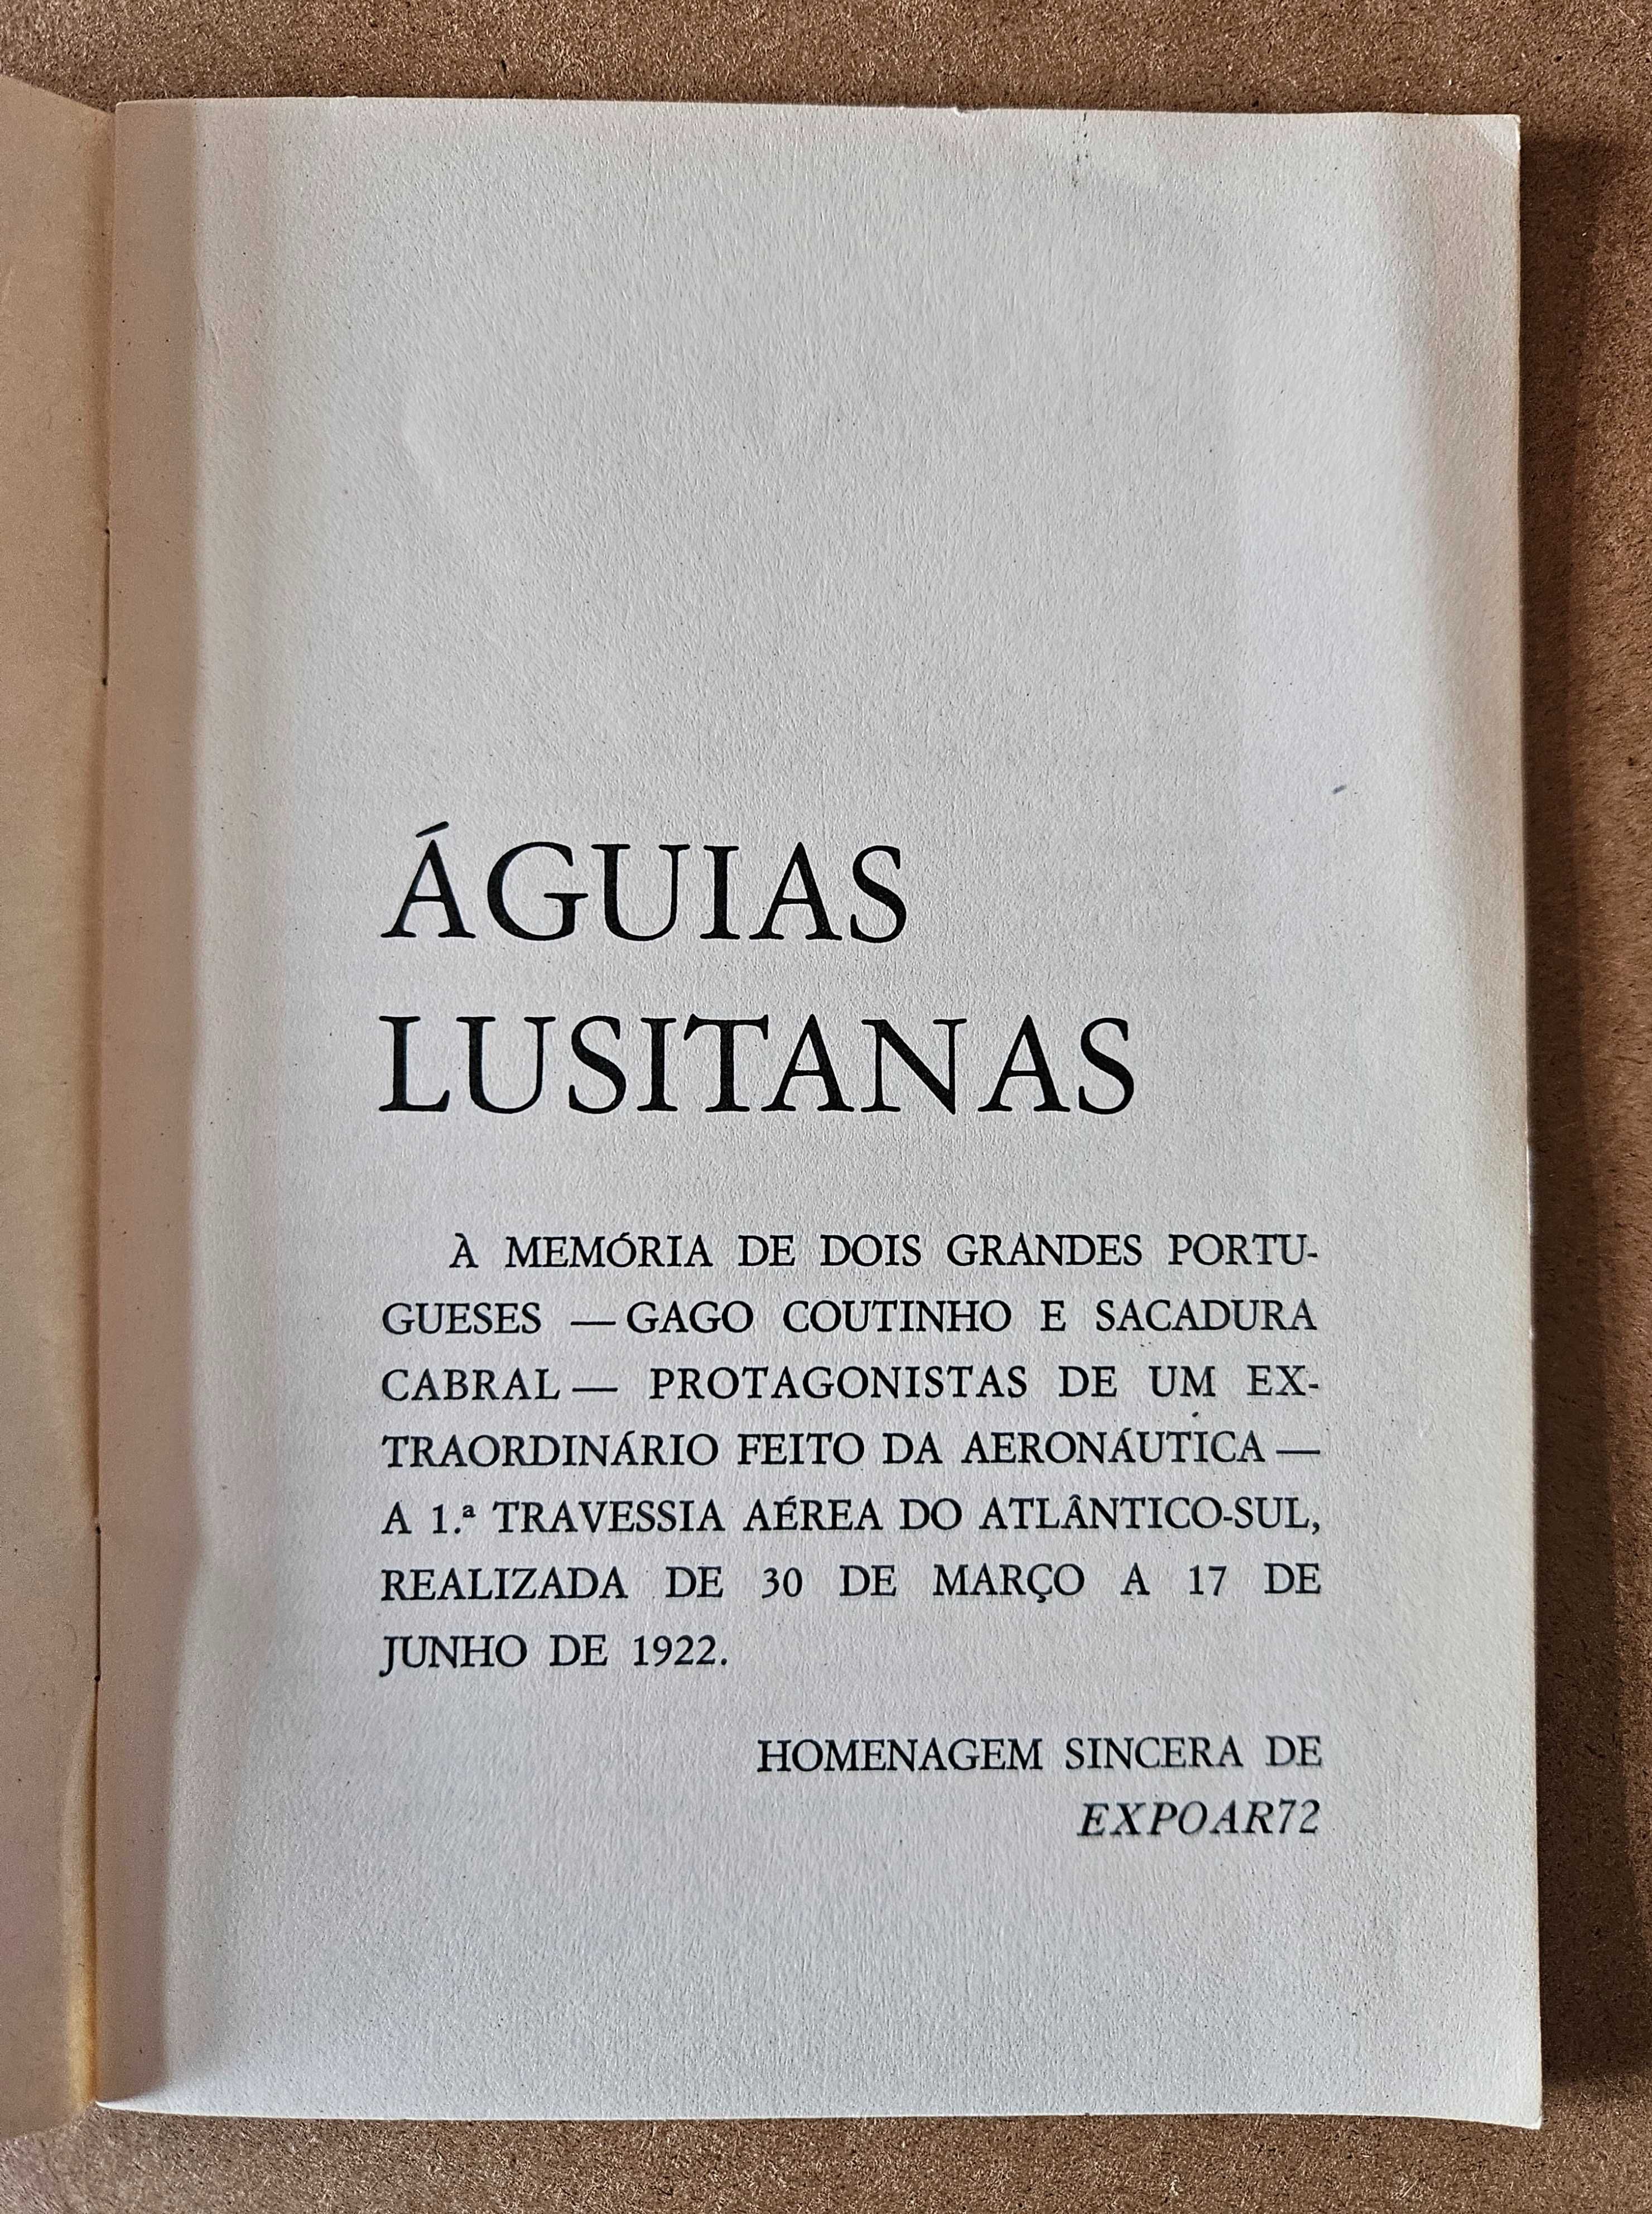 ÁGUIAS
LUSITANAS
À MEMÓRIA DE DOIS GRANDES PORTU-
GUESES — GAGO COUTINHO E SACADURA
CABRAL — PROTAGONISTAS DE UM EX-
TRAORDINÁRIO FEITO DA AERONÁUTICA —
A 1.ª TRAVESSIA AÉREA DO ATLÂNTICO-SUL,
REALIZADA DE 30 DE MARÇO A 17 DE
JUNHO DE 1922.
HOMENAGEM SINCERA DE
EXPOAR72